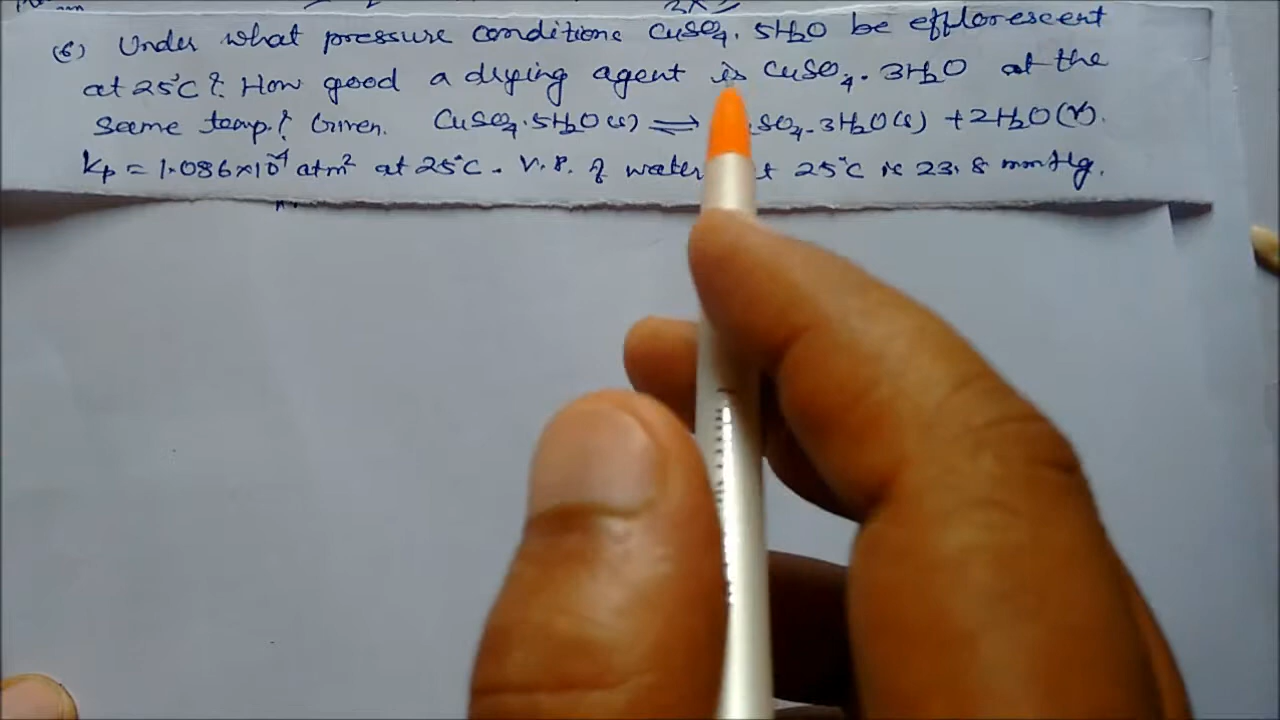 (6) Under what pressure conditions CuSO₄. 5H2O be efflorescent
at 25°C? How good a drying agent is CuSO₄. 3H2O at the
same temp.? Given. CuSO₄.5H2O(s) ⇌ SO₄.3H2O(s) + 2H2O(v).
Kp = 1.086×10⁻⁴ atm² at 25°C. V.P. of water at 25°C is 23.8 mmHg.